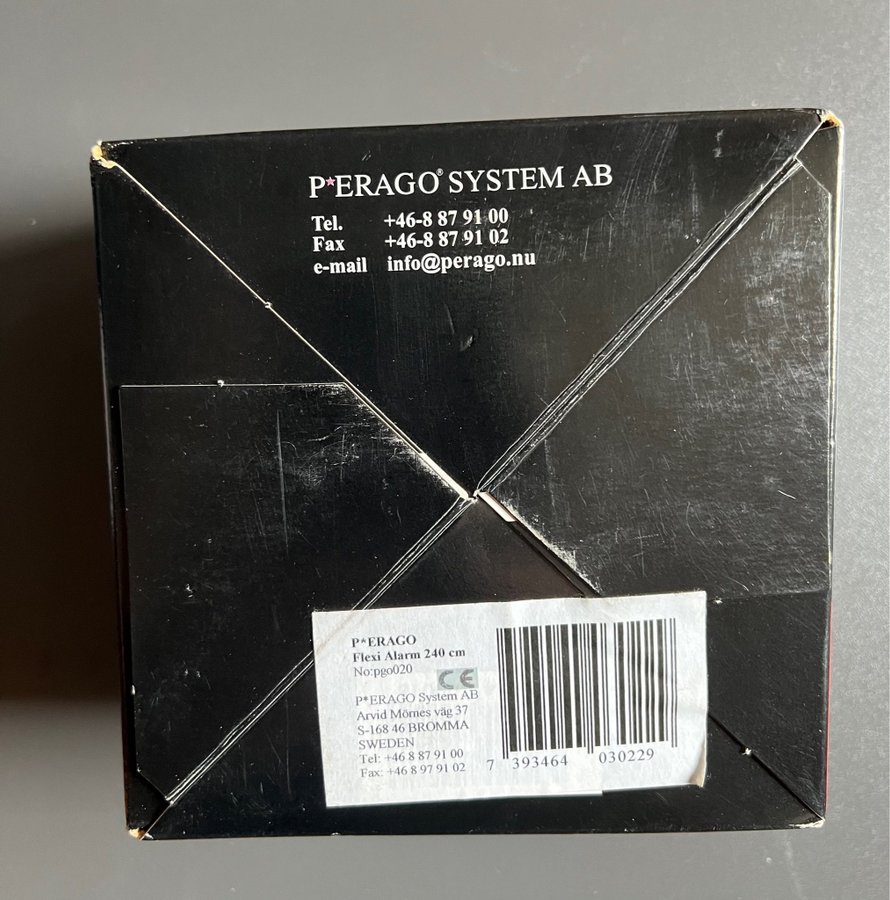 P★ERAGO® SYSTEM AB
Tel. +46-8 87 91 00
Fax +46-8 87 91 02
e-mail info@perago.nu
P*ERAGO
Flexi Alarm 240 cm
No:pgo020
CE
P*ERAGO System AB
Arvid Mörnes väg 37
S-168 46 BROMMA
SWEDEN
Tel: +46 8 87 91 00
Fax: +46 8 97 91 02
7 393464 030229